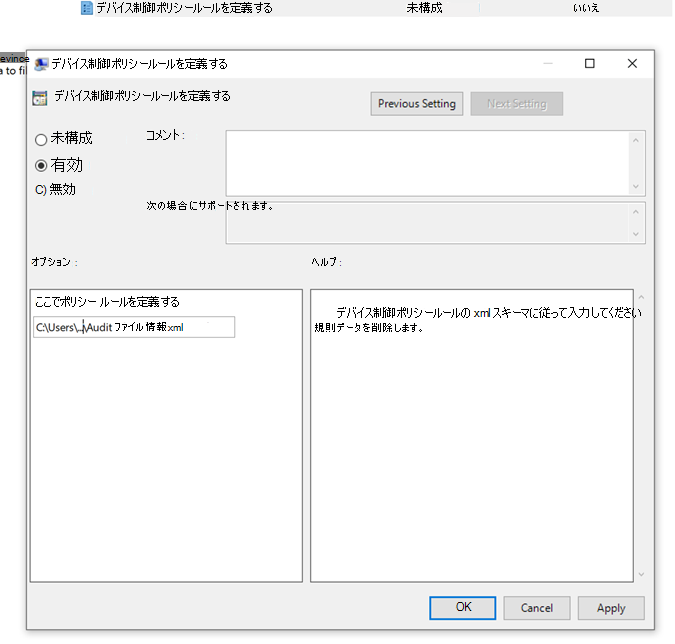 デバイス制御ポリシールールを定義する 未構成 いいえ
evince
a to fil
デバイス制御ポリシールールを定義する
デバイス制御ポリシールールを定義する
Previous Setting Next Setting
未構成
コメント:
有効
C) 無効
次の場合にサポートされます。
オプション: ヘルプ:
ここでポリシー ルールを定義する
C:\Users\..\Audit ファイル情報.xml
デバイス制御ポリシールールの xml スキーマに従って入力してください
規則データを削除します。
OK Cancel Apply